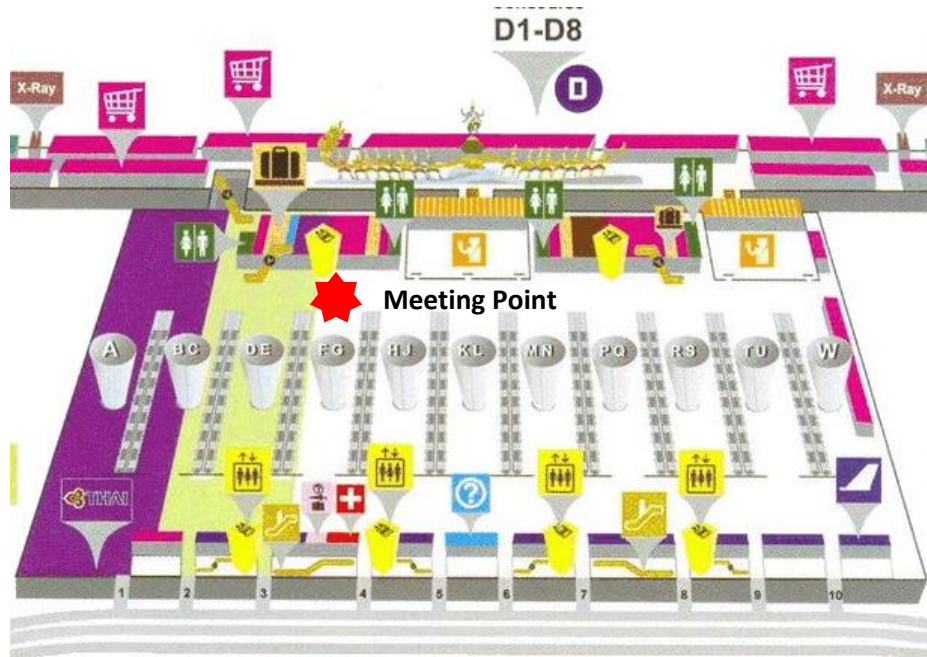 D1-D8
D
X-Ray
X-Ray
Meeting Point
A
BC
DE
FG
HJ
KL
MN
PQ
RS
TU
W
THAI
?
1
2
3
4
5
6
7
8
9
10